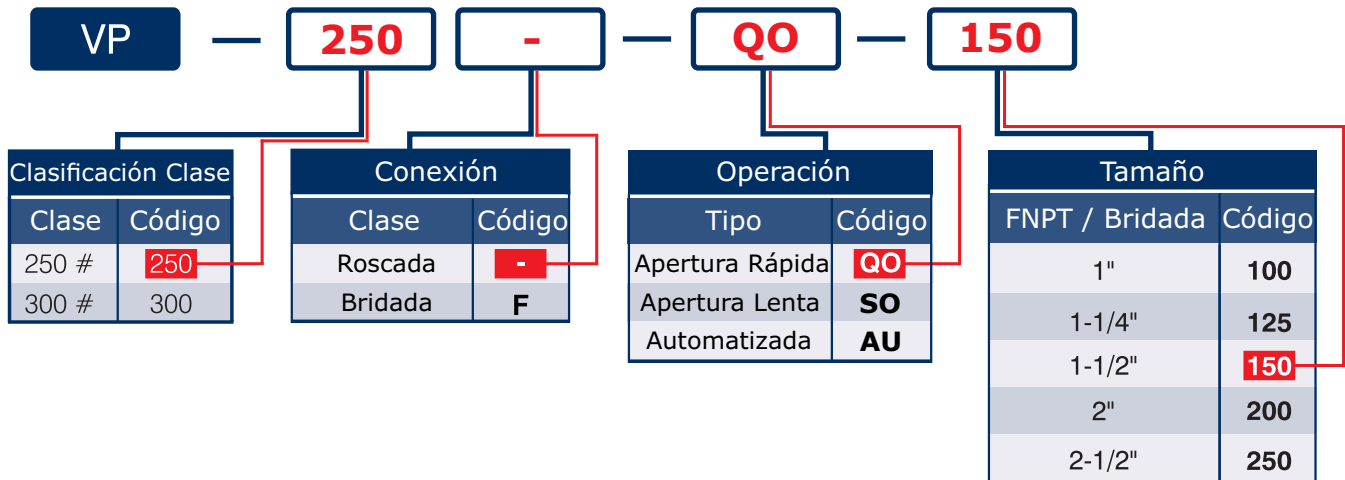 VP — 250 - — QO — 150
Clasificación Clase
Clase Código
250 # 250
300 # 300
Conexión
Clase Código
Roscada -
Bridada F
Operación
Tipo Código
Apertura Rápida QO
Apertura Lenta SO
Automatizada AU
Tamaño
FNPT / Bridada Código
1" 100
1-1/4" 125
1-1/2" 150
2" 200
2-1/2" 250